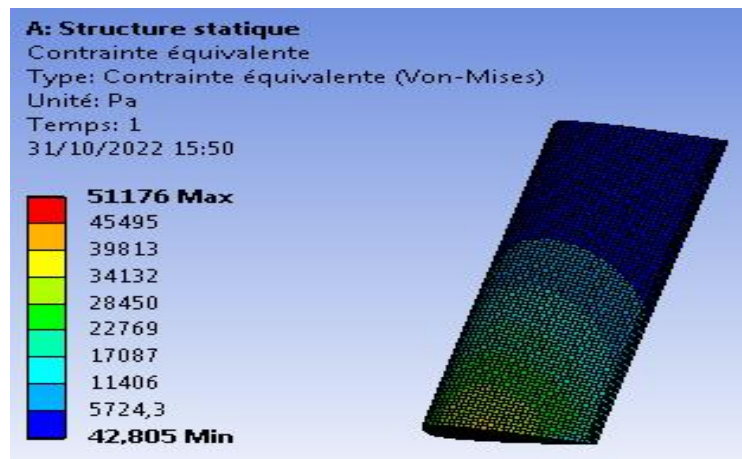 A: Structure statique
Contrainte équivalente
Type: Contrainte équivalente (Von-Mises)
Unité: Pa
Temps: 1
31/10/2022 15:50
51176 Max
45495
39813
34132
28450
22769
17087
11406
5724,3
42,805 Min